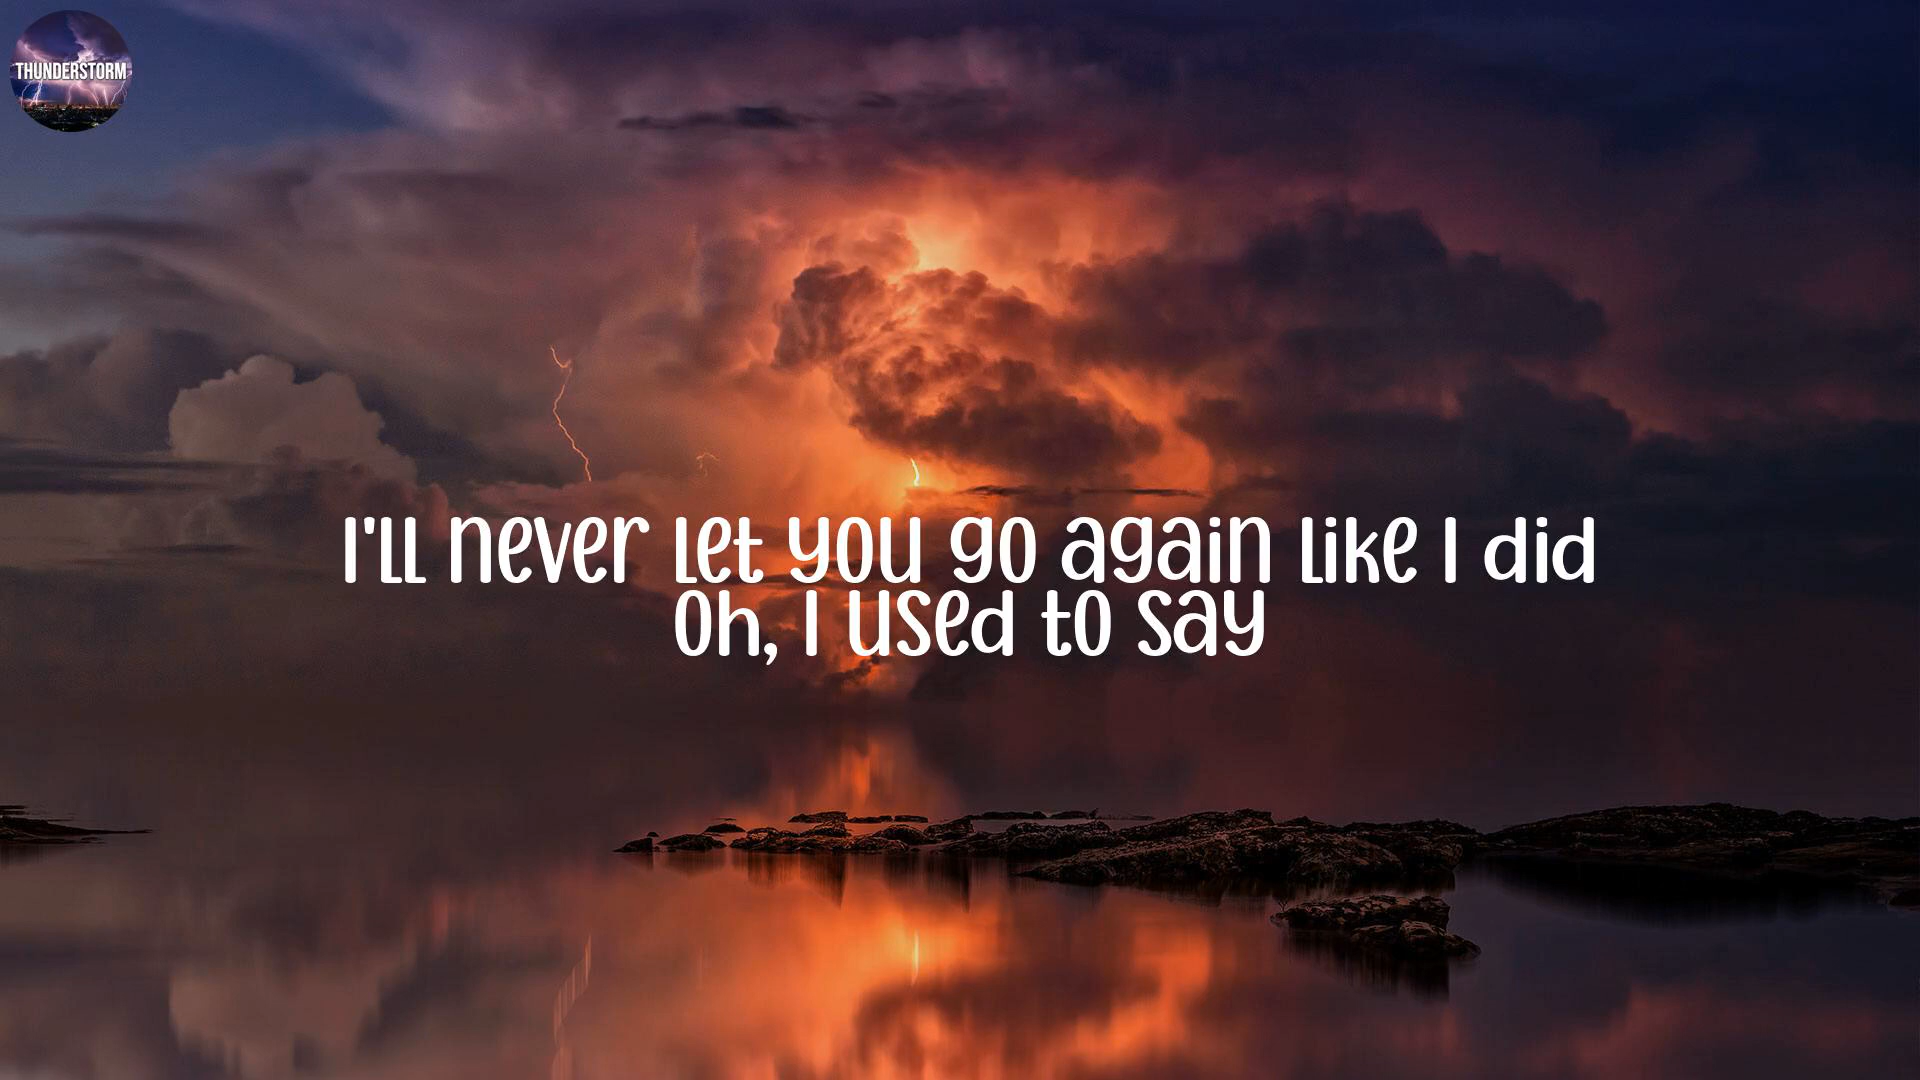 THUNDERSTORM
I'll never let you go again like I did
Oh, I used to say